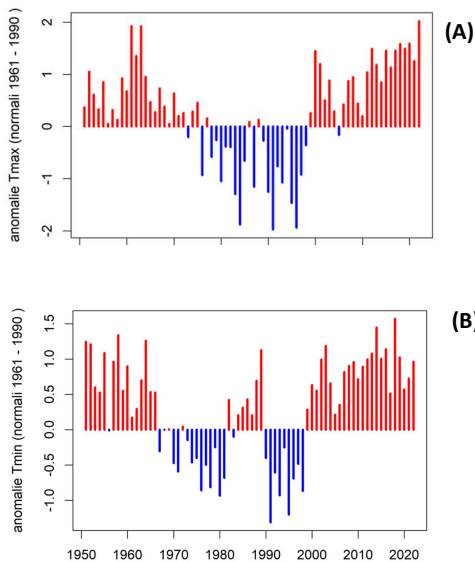 (A)
anomalie Tmax (normali 1961 - 1990 )
2
1
0
-1
-2
(B)
anomalie Tmin (normali 1961 - 1990 )
1.5
1.0
0.5
0.0
-0.5
-1.0
1950 1960 1970 1980 1990 2000 2010 2020